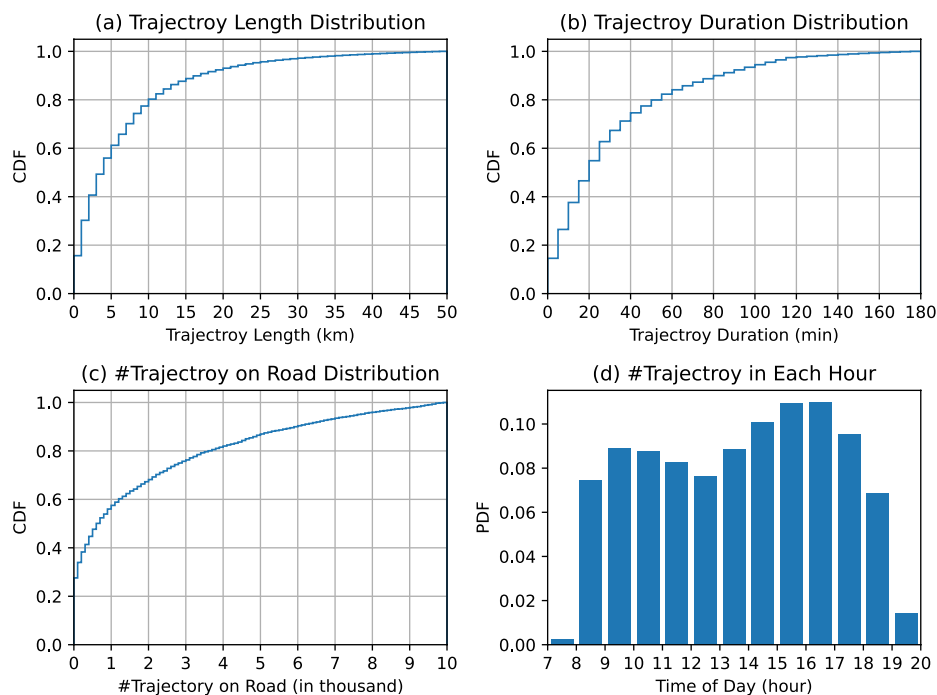 (a) Trajectroy Length Distribution
1.0
0.8
0.6
0.4
0.2
0.0
CDF
0 5 10 15 20 25 30 35 40 45 50
Trajectroy Length (km)
(b) Trajectroy Duration Distribution
1.0
0.8
0.6
0.4
0.2
0.0
CDF
0 20 40 60 80 100 120 140 160 180
Trajectroy Duration (min)
(c) #Trajectroy on Road Distribution
1.0
0.8
0.6
0.4
0.2
0.0
CDF
0 1 2 3 4 5 6 7 8 9 10
#Trajectory on Road (in thousand)
(d) #Trajectroy in Each Hour
0.10
0.08
0.06
0.04
0.02
0.00
PDF
7 8 9 10 11 12 13 14 15 16 17 18 19 20
Time of Day (hour)